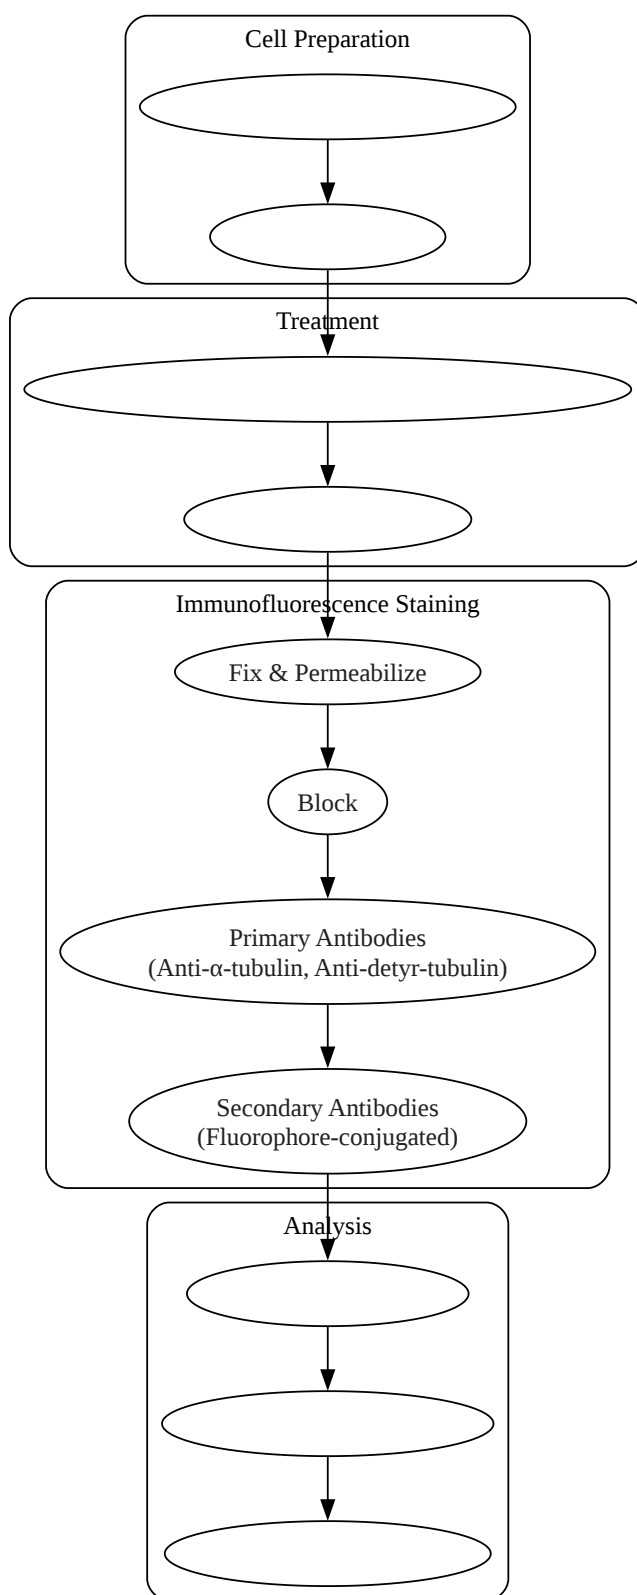 Cell Preparation
Treatment
Immunofluorescence Staining
Fix & Permeabilize
Block
Primary Antibodies
(Anti-α-tubulin, Anti-detyr-tubulin)
Secondary Antibodies
(Fluorophore-conjugated)
Analysis